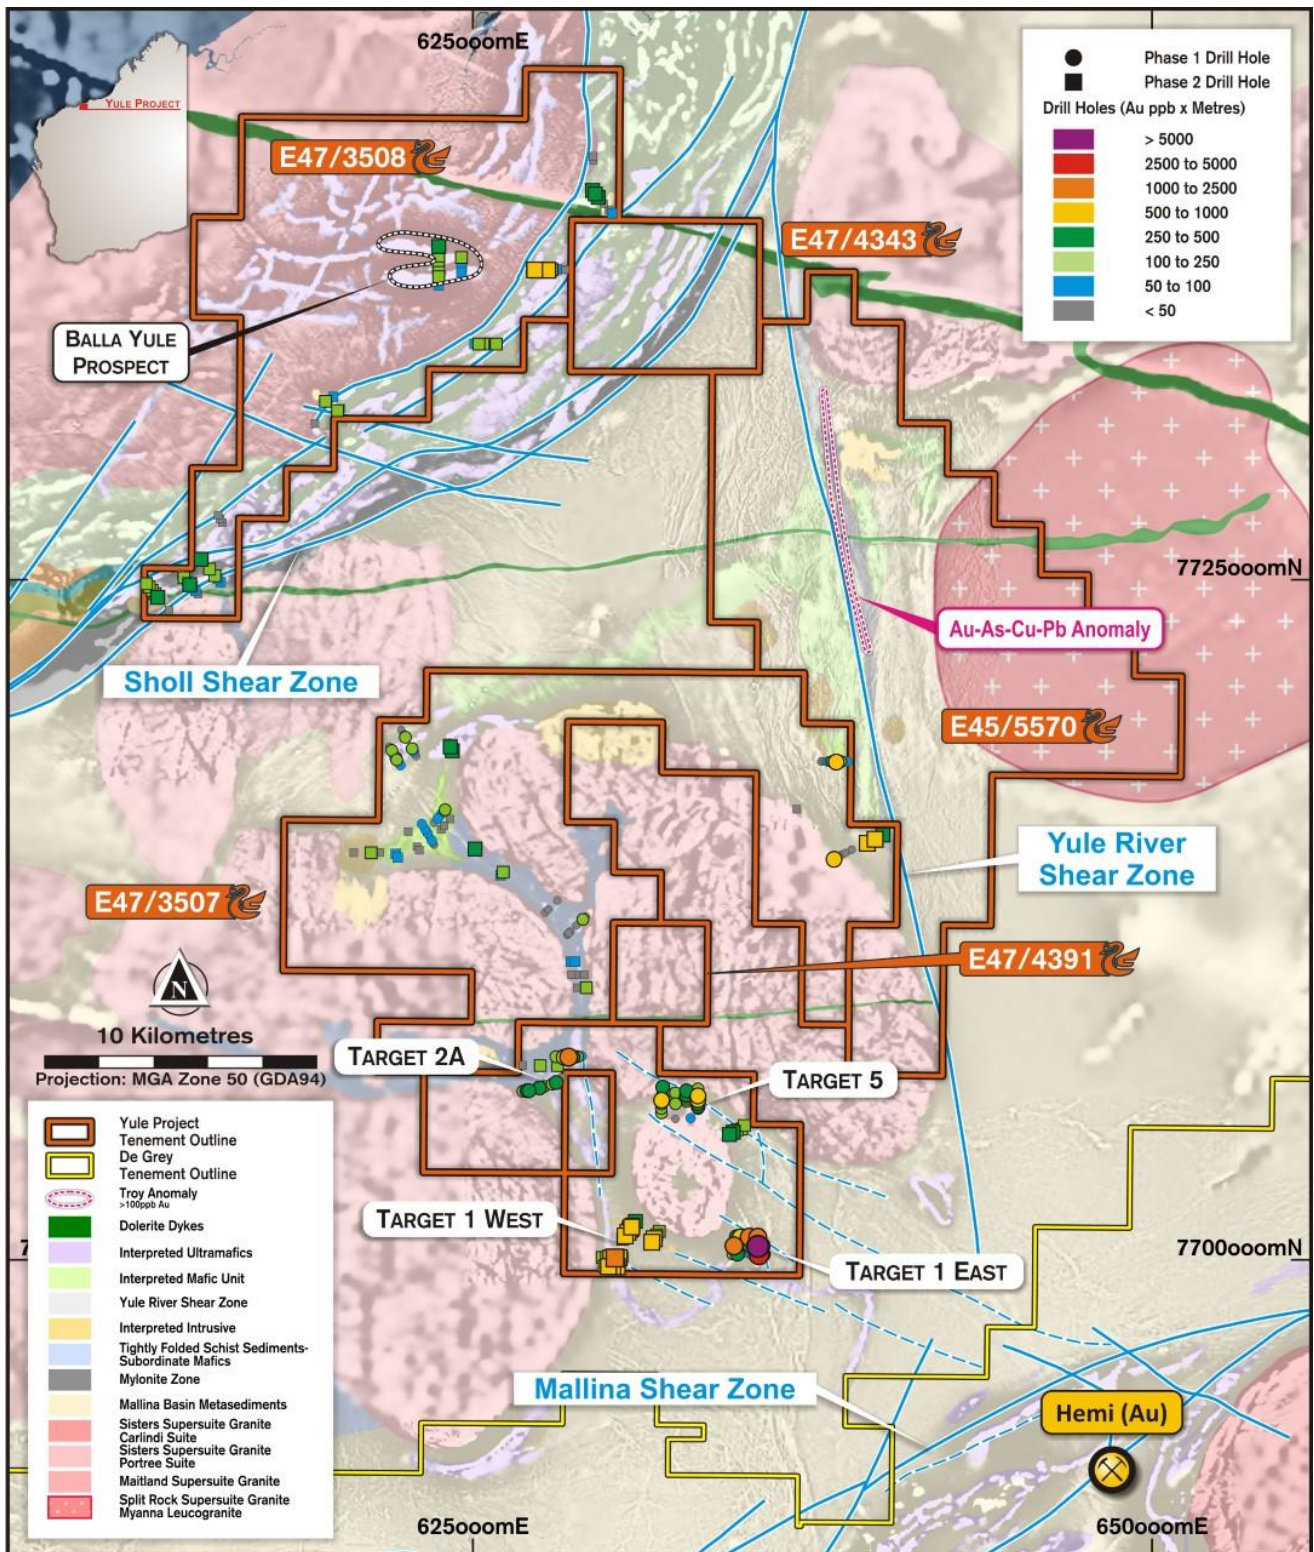 625000mE
YULE PROJECT
Phase 1 Drill Hole
Phase 2 Drill Hole
Drill Holes (Au ppb x Metres)
> 5000
2500 to 5000
1000 to 2500
500 to 1000
250 to 500
100 to 250
50 to 100
< 50
E47/3508
E47/4343
BALLA YULE
PROSPECT
7725000mN
Au-As-Cu-Pb Anomaly
Sholl Shear Zone
E45/5570
Yule River
Shear Zone
E47/3507
E47/4391
N
10 Kilometres
Projection: MGA Zone 50 (GDA94)
TARGET 2A
TARGET 5
TARGET 1 WEST
TARGET 1 EAST
7700000mN
7
Yule Project
Tenement Outline
De Grey
Tenement Outline
Troy Anomaly
>100ppb Au
Dolerite Dykes
Interpreted Ultramafics
Interpreted Mafic Unit
Yule River Shear Zone
Interpreted Intrusive
Tightly Folded Schist Sediments-
Subordinate Mafics
Mylonite Zone
Mallina Basin Metasediments
Sisters Supersuite Granite
Carlindi Suite
Sisters Supersuite Granite
Portree Suite
Maitland Supersuite Granite
Split Rock Supersuite Granite
Myanna Leucogranite
Mallina Shear Zone
Hemi (Au)
625000mE
650000mE